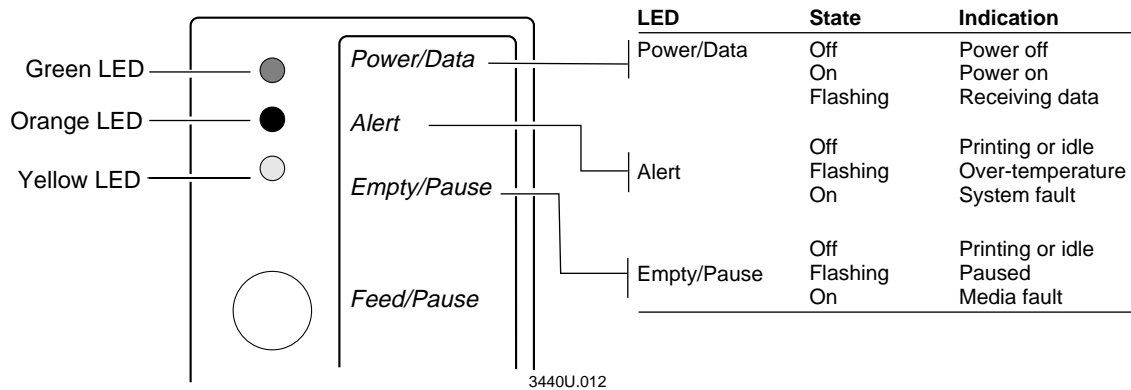 LED State Indication
Green LED
Orange LED
Yellow LED
Power/Data
Alert
Empty/Pause
Feed/Pause
Power/Data Off Power off
On Power on
Flashing Receiving data
Off Printing or idle
Alert Flashing Over-temperature
On System fault
Off Printing or idle
Empty/Pause Flashing Paused
On Media fault
3440U.012